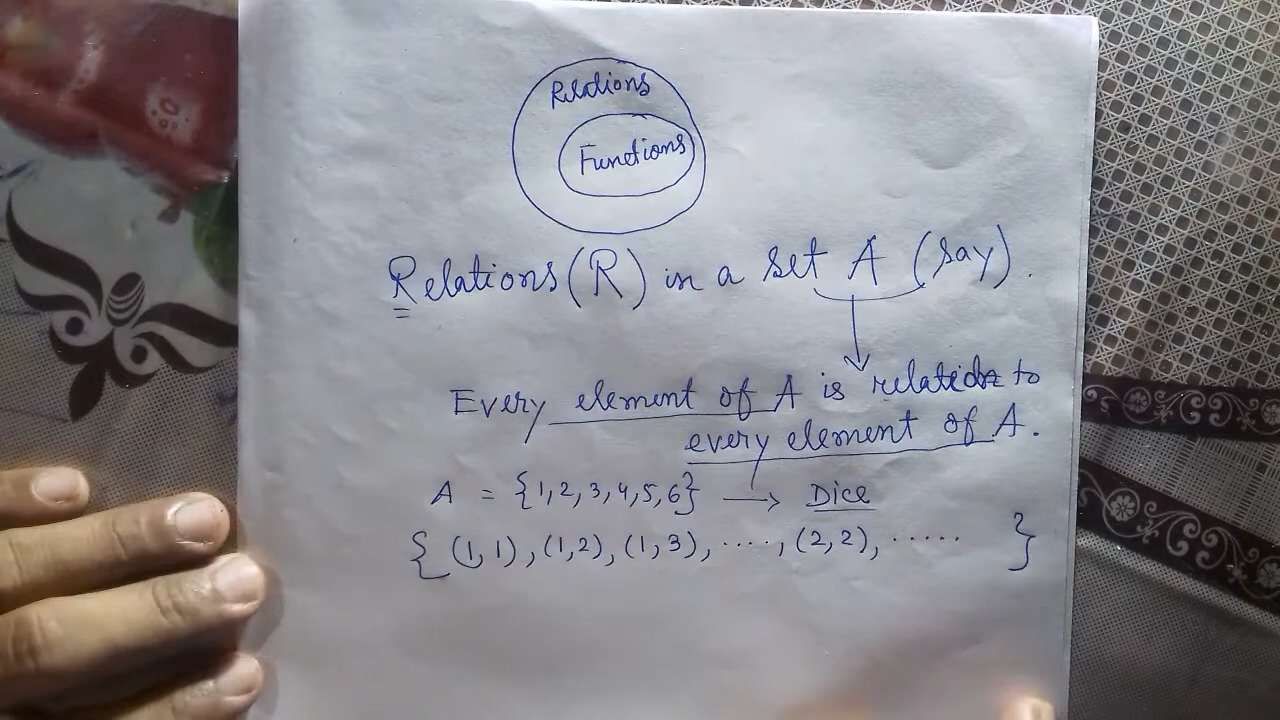 Relations
Functions
Relations (R) in a set A (say).
Every element of A is related to
every element of A.
A = {1,2,3,4,5,6} → Dice
{(1,1),(1,2),(1,3),....,(2,2),.....}